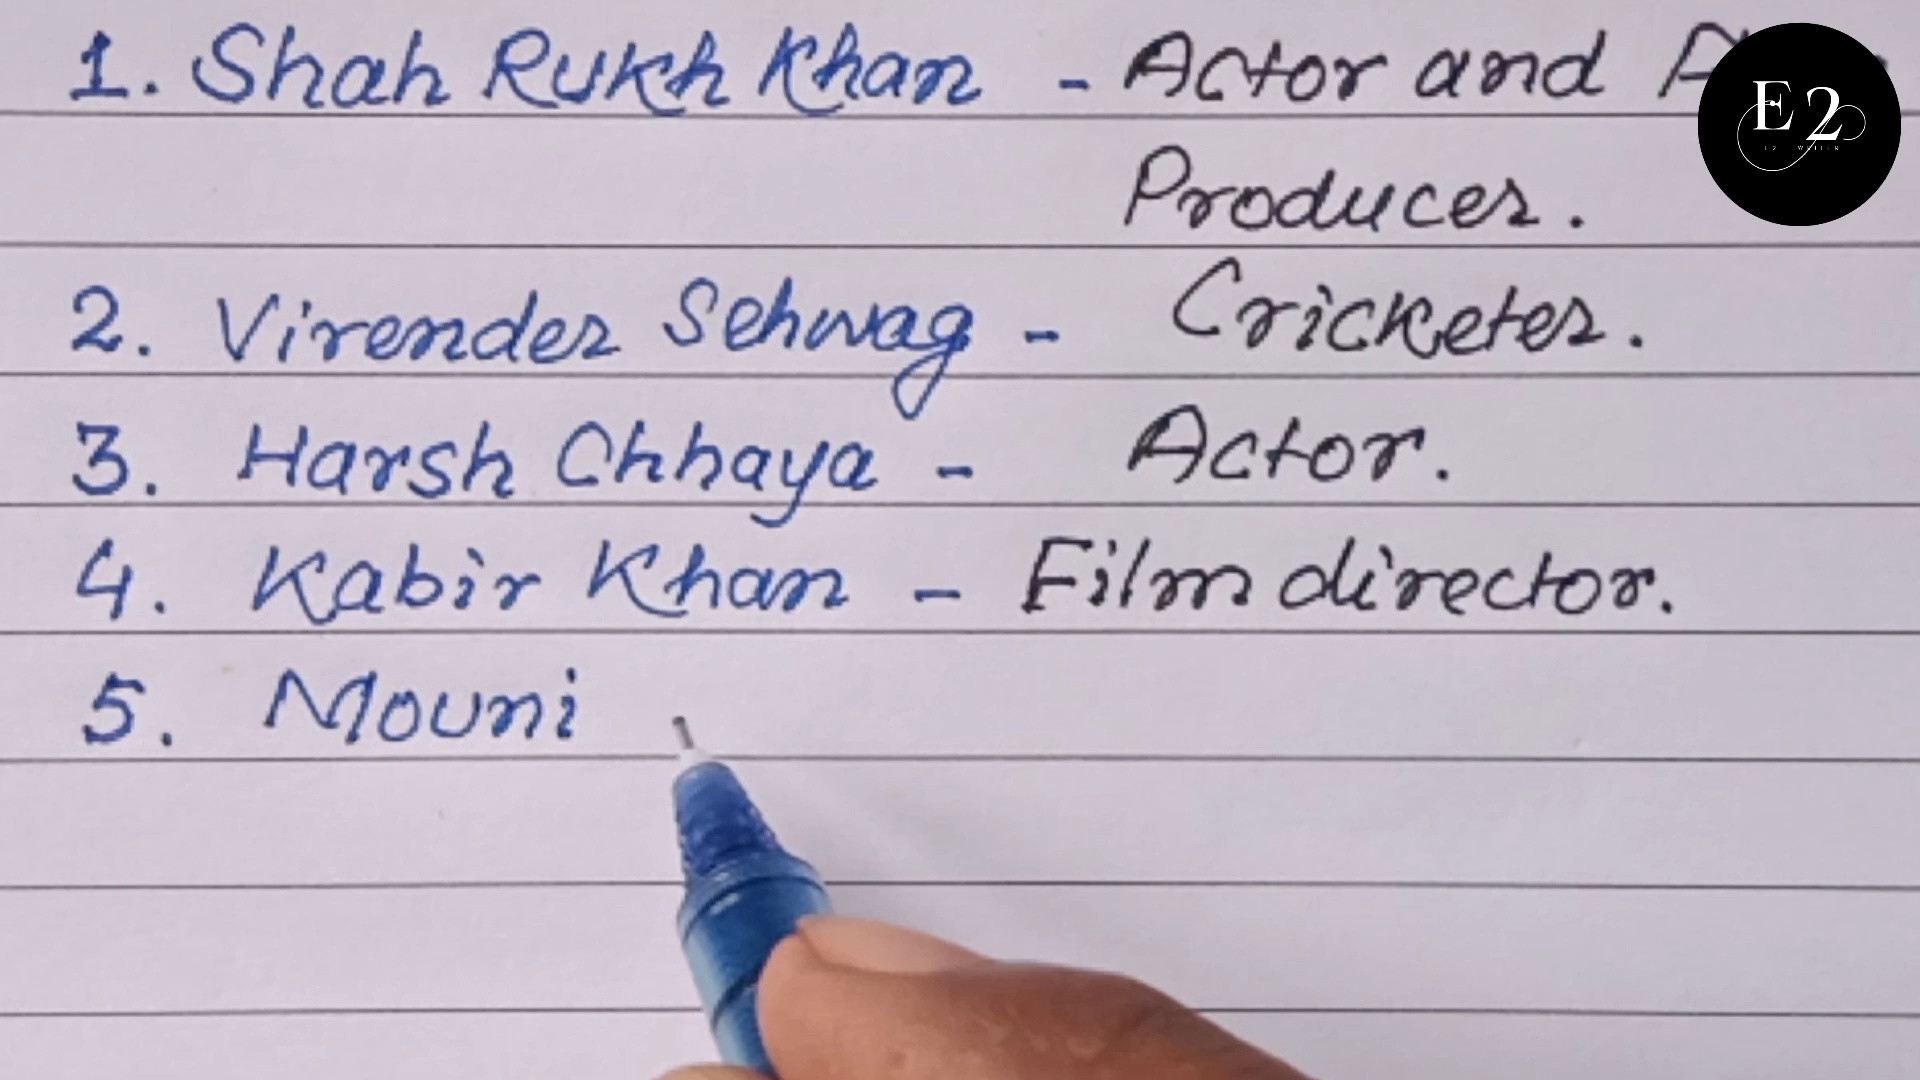 1. Shah Rukh Khan - Actor and
Producer.
2. Virender Sehwag - Cricketer.
3. Harsh Chhaya - Actor.
4. Kabir Khan - Film director.
5. Mouni
E2